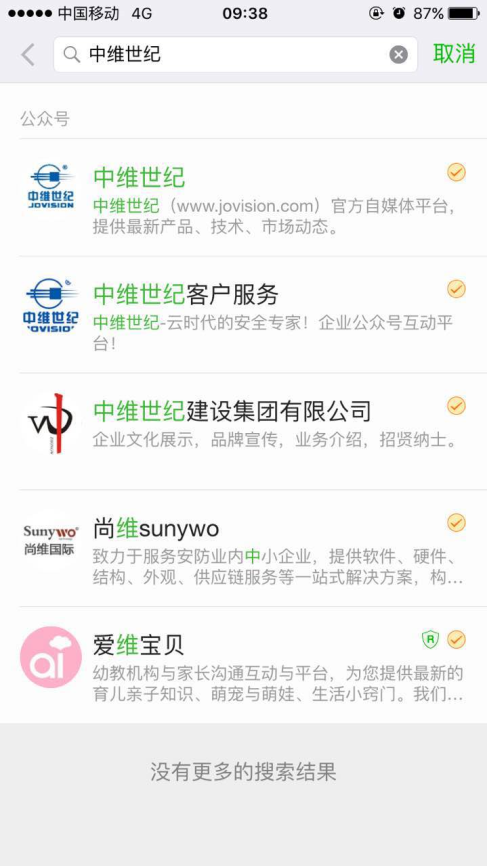 中国移动 4G 09:38 87%
中维世纪 取消
公众号
中维世纪
JOVISION
中维世纪
中维世纪（www.jovision.com）官方自媒体平台，
提供最新产品、技术、市场动态。
中维世纪
JOVISIO
中维世纪客户服务
中维世纪-云时代的安全专家！企业公众号互动平
台！
中维世纪建设集团有限公司
企业文化展示，品牌宣传，业务介绍，招贤纳士。
Sunywo
尚维国际
尚维sunywo
致力于服务安防业内中小企业，提供软件、硬件、
结构、外观、供应链服务等一站式解决方案，构...
ai
爱维宝贝
R
幼教机构与家长沟通互动与平台，为您提供最新的
育儿亲子知识、萌宠与萌娃、生活小窍门。我们...
没有更多的搜索结果